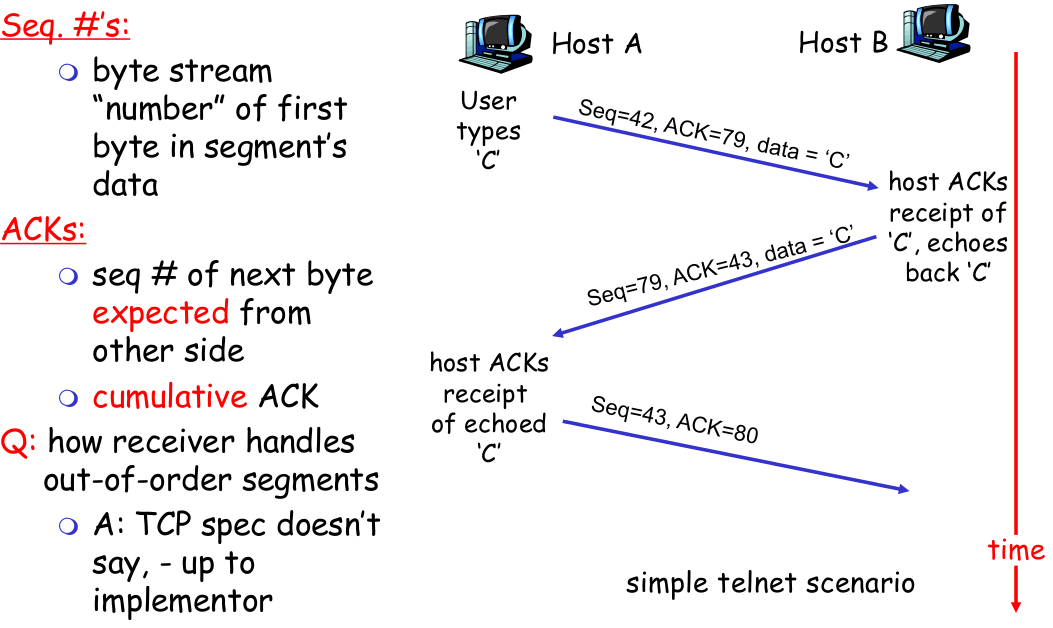 Seq. #'s:
byte stream
“number” of first
byte in segment's
data
ACKs:
seq # of next byte
expected from
other side
cumulative ACK
Q: how receiver handles
out-of-order segments
A: TCP spec doesn't
say, - up to
implementor
Host A
Host B
User
types
‘C’
Seq=42, ACK=79, data = ‘C’
host ACKs
receipt of
‘C’, echoes
back ‘C’
Seq=79, ACK=43, data = ‘C’
host ACKs
receipt
of echoed
‘C’
Seq=43, ACK=80
time
simple telnet scenario